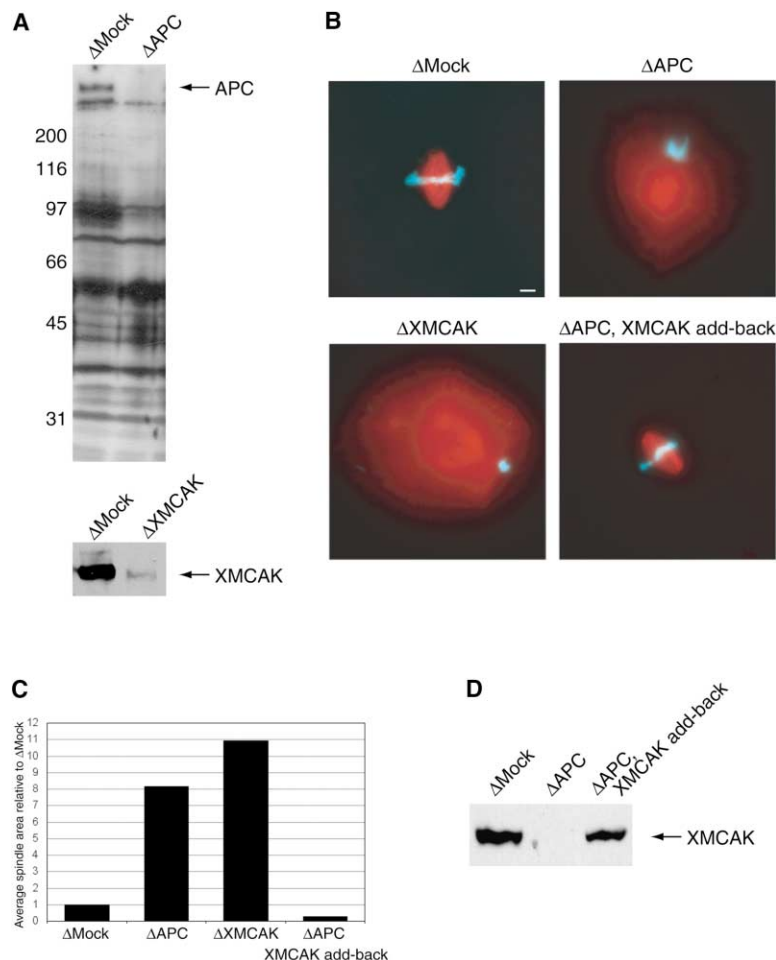 A
ΔMock
ΔAPC
APC
200
116
97
66
45
31
ΔMock
ΔXMCAK
XMCAK
B
ΔMock
ΔAPC
ΔXMCAK
ΔAPC, XMCAK add-back
C
Average spindle area relative to ΔMock
12
11
10
9
8
7
6
5
4
3
2
1
0
ΔMock
ΔAPC
ΔXMCAK
ΔAPC
XMCAK add-back
D
ΔMock
ΔAPC
ΔAPC,
XMCAK add-back
XMCAK